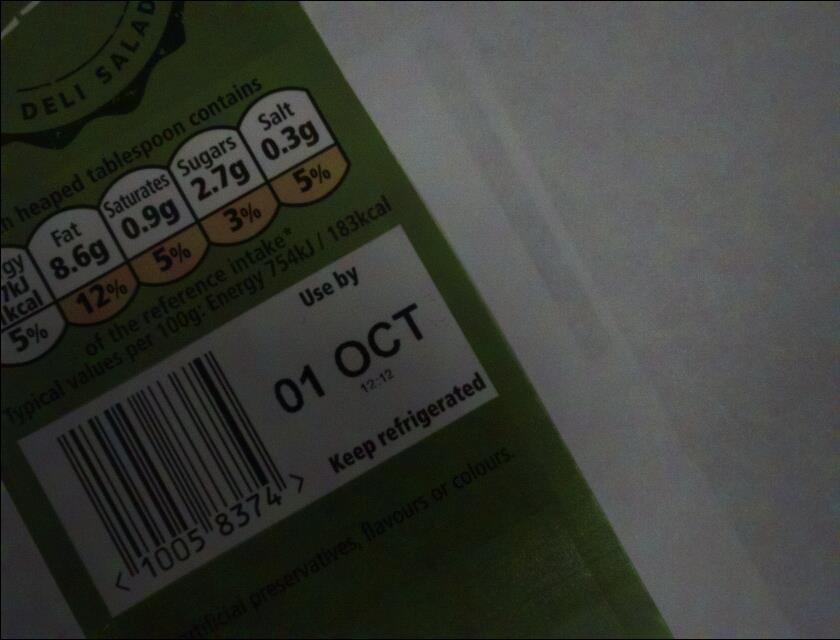 DELI SALAD
heaped tablespoon contains
Fat 8.6g 12%
Saturates 0.9g 5%
Sugars 2.7g 3%
Salt 0.3g 5%
5%
of the reference intake*
Typical values per 100g: Energy 754kJ / 183kcal
Use by
01 OCT
12:12
Keep refrigerated
< 1005 8374 >
preservatives, flavours or colours.